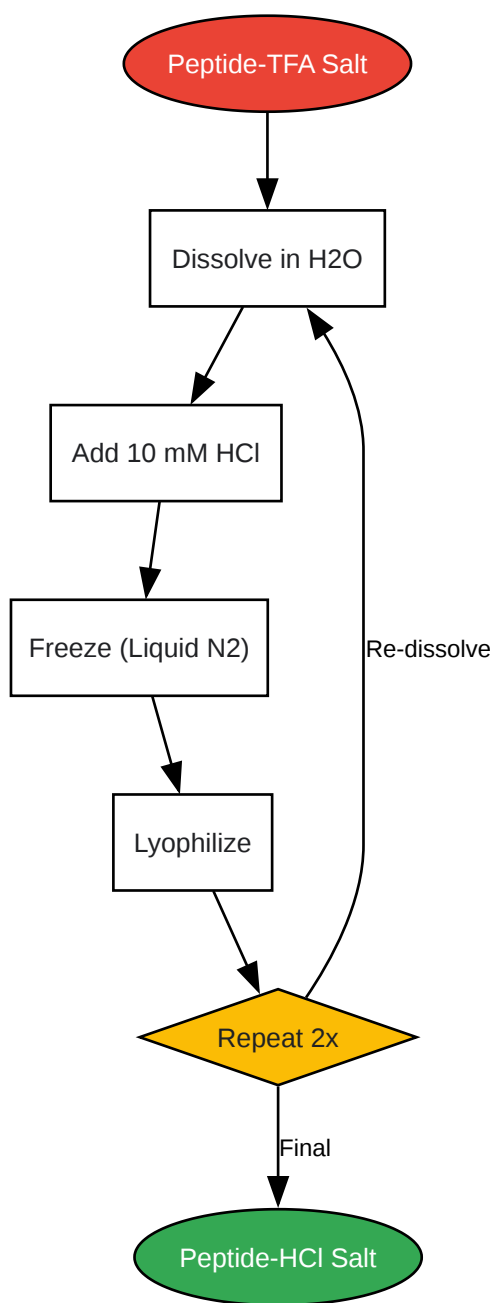 Peptide-TFA Salt
Dissolve in H2O
Add 10 mM HCl
Freeze (Liquid N2)
Re-dissolve
Lyophilize
Repeat 2x
Final
Peptide-HCl Salt